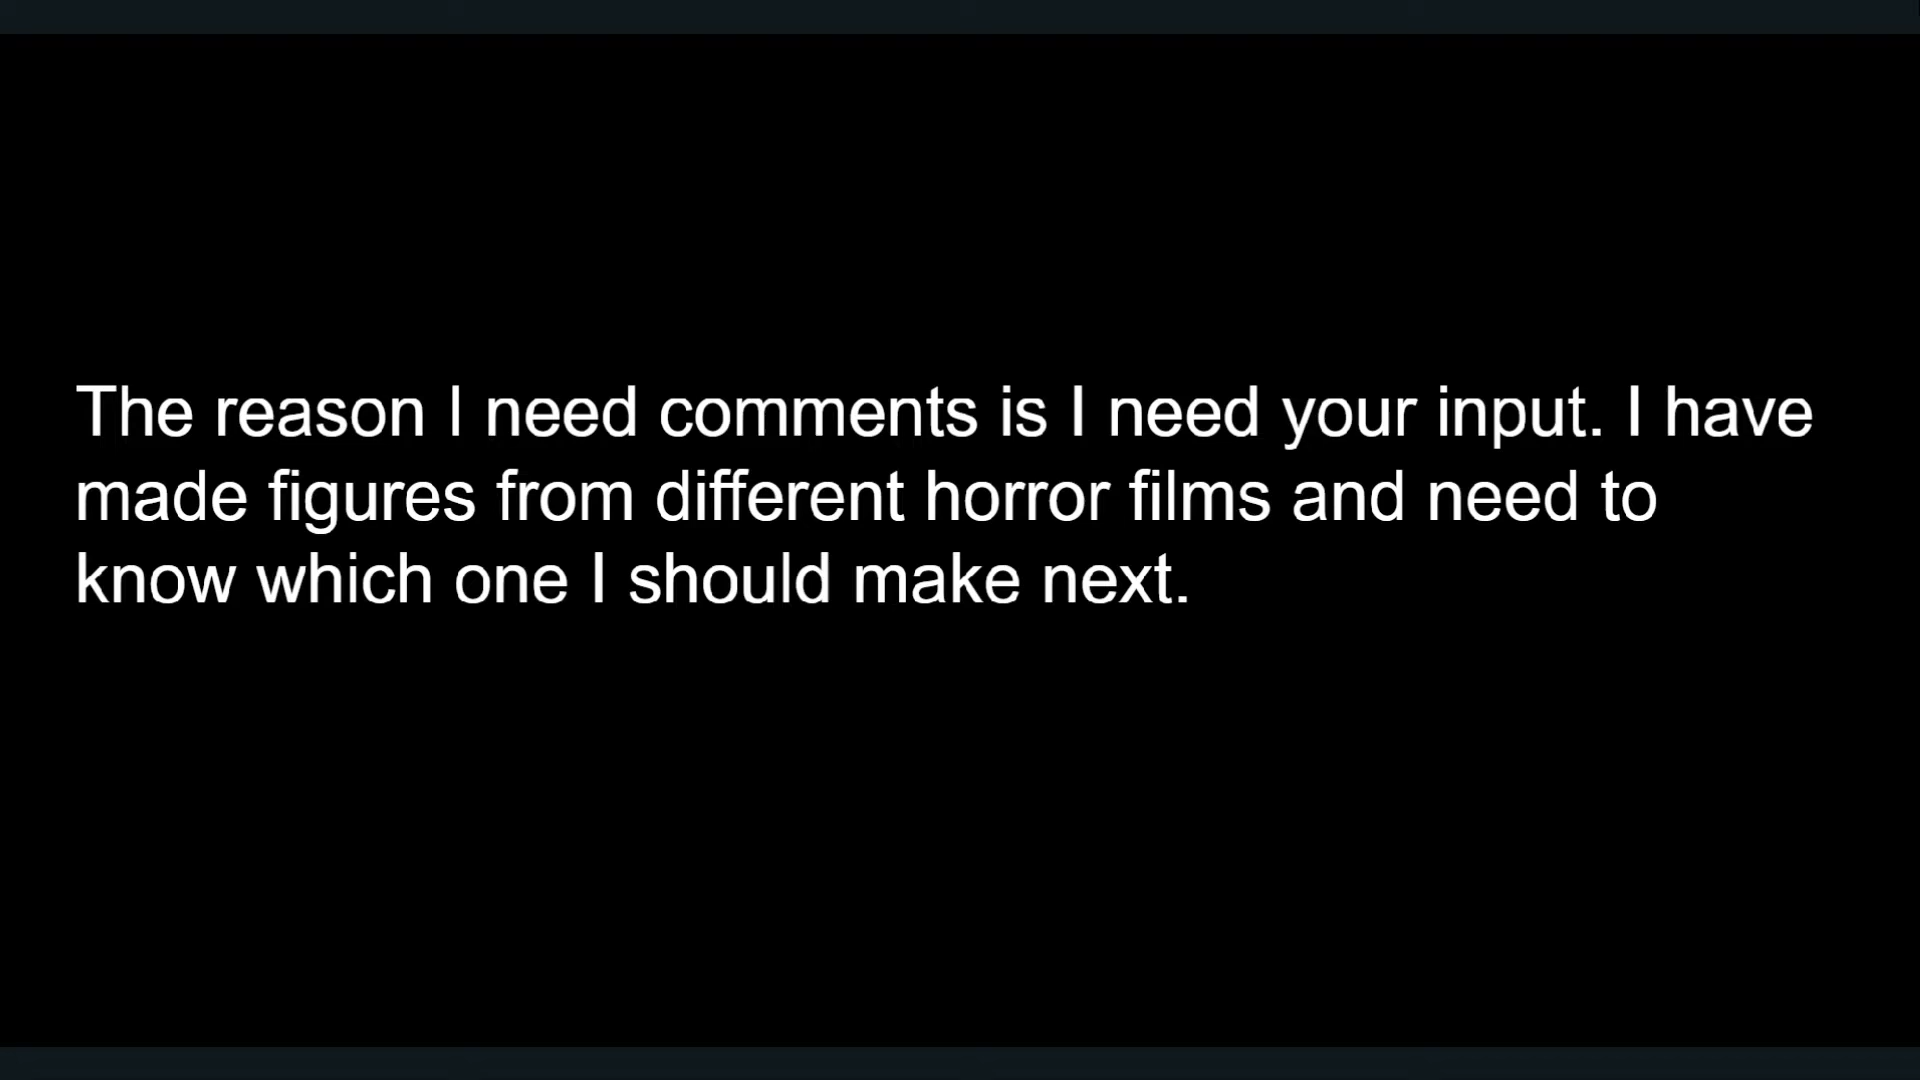 The reason I need comments is I need your input. I have
made figures from different horror films and need to
know which one I should make next.